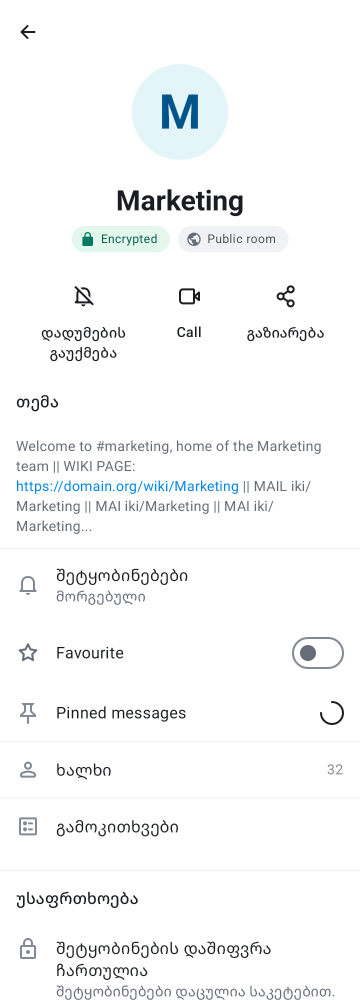 M
Marketing
Encrypted
Public room
დადუმების
გაუქმება
Call
გაზიარება
თემა
Welcome to #marketing, home of the Marketing
team || WIKI PAGE:
https://domain.org/wiki/Marketing || MAIL iki/
Marketing || MAI iki/Marketing || MAI iki/
Marketing...
შეტყობინებები
მორგებული
Favourite
Pinned messages
ხალხი 32
გამოკითხვები
უსაფრთხოება
შეტყობინების დაშიფვრა
ჩართულია
შეტყობინებები დაცულია საკეტებით.